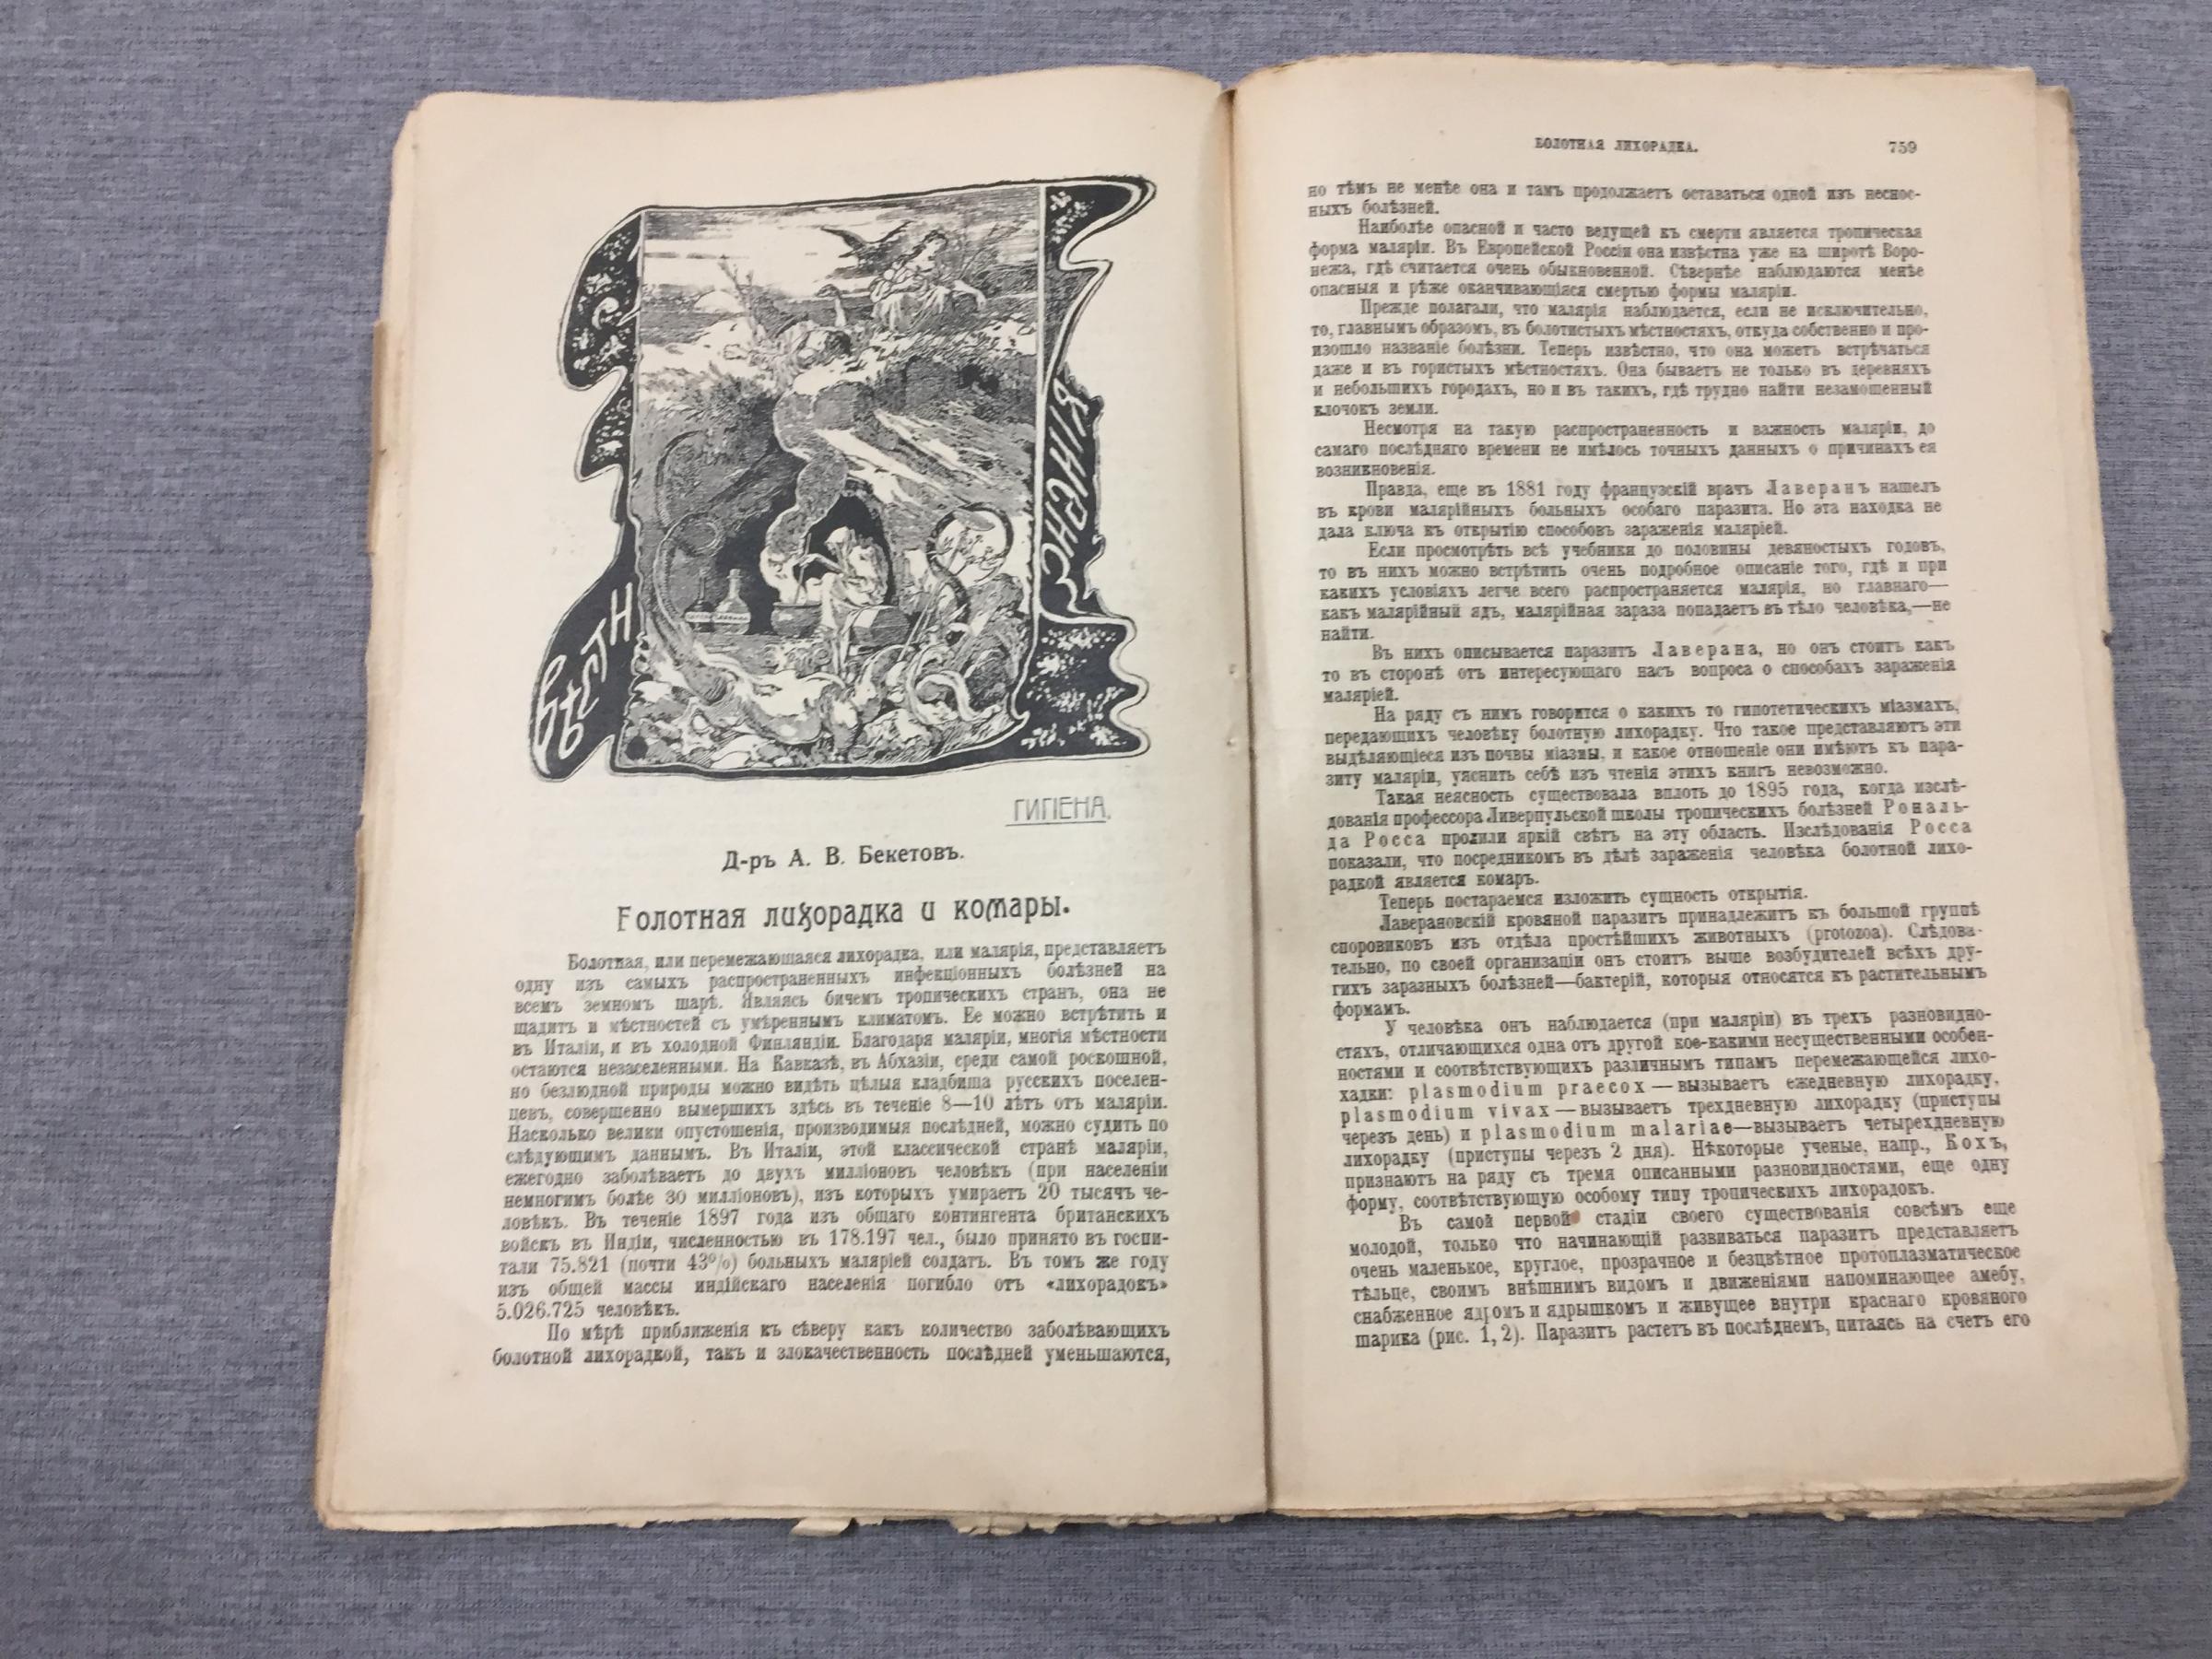 ВѢСТН
ЗНАНІЯ
ГИГІЕНА.
Д-ръ А. В. Бекетовъ.
Болотная лихорадка и комары.
Болотная, или перемежающаяся лихорадка, или малярія, представляетъ
одну изъ самыхъ распространенныхъ инфекціонныхъ болѣзней на
всемъ земномъ шарѣ. Являясь бичемъ тропическихъ странъ, она не
щадитъ и мѣстностей съ умѣреннымъ климатомъ. Ее можно встрѣтить и
въ Италіи, и въ холодной Финляндіи. Благодаря маляріи, многія мѣстности
остаются незаселенными. На Кавказѣ, въ Абхазіи, среди самой роскошной,
но безлюдной природы можно видѣть цѣлыя кладбища русскихъ поселен-
цевъ, совершенно вымершихъ здѣсь въ теченіе 8—10 лѣтъ отъ маляріи.
Насколько велики опустошенія, производимыя послѣдней, можно судить по
слѣдующимъ даннымъ. Въ Италіи, этой классической странѣ маляріи,
ежегодно заболѣваетъ до двухъ милліоновъ человѣкъ (при населеніи
немногимъ болѣе 30 милліоновъ), изъ которыхъ умираетъ 20 тысячъ че-
ловѣкъ. Въ теченіе 1897 года изъ общаго контингента британскихъ
войскъ въ Индіи, численностью въ 178.197 чел., было принято въ госпи-
тали 75.821 (почти 43%) больныхъ маляріей солдатъ. Въ томъ же году
изъ общей массы индійскаго населенія погибло отъ «лихорадокъ»
5.026.725 человѣкъ.
По мѣрѣ приближенія къ сѣверу какъ количество заболѣвающихъ
болотной лихорадкой, такъ и злокачественность послѣдней уменьшаются,
БОЛОТНАЯ ЛИХОРАДКА. 759
но тѣмъ не менѣе она и тамъ продолжаетъ оставаться одной изъ неснос-
ныхъ болѣзней.
Наиболѣе опасной и часто ведущей къ смерти является тропическая
форма маляріи. Въ Европейской Россіи она извѣстна уже на широтѣ Воро-
нежа, гдѣ считается очень обыкновенной. Сѣвернѣе наблюдаются менѣе
опасныя и рѣже оканчивающіяся смертью формы маляріи.
Прежде полагали, что малярія наблюдается, если не исключительно,
то, главнымъ образомъ, въ болотистыхъ мѣстностяхъ, откуда собственно и про-
изошло названіе болѣзни. Теперь извѣстно, что она можетъ встрѣчаться
даже и въ гористыхъ мѣстностяхъ. Она бываетъ не только въ деревняхъ
и небольшихъ городахъ, но и въ такихъ, гдѣ трудно найти незамощенный
клочокъ земли.
Несмотря на такую распространенность и важность маляріи, до
самаго послѣдняго времени не имѣлось точныхъ данныхъ о причинахъ ея
возникновенія.
Правда, еще въ 1881 году французскій врачъ Лаверанъ нашелъ
въ крови малярійныхъ больныхъ особаго паразита. Но эта находка не
дала ключа къ открытію способовъ зараженія маляріей.
Если просмотрѣть всѣ учебники до половины девяностыхъ годовъ,
то въ нихъ можно встрѣтить очень подробное описаніе того, гдѣ и при
какихъ условіяхъ легче всего распространяется малярія, но главнаго—
какъ малярійный ядъ, малярійная зараза попадаетъ въ тѣло человѣка,—не
найти.
Въ нихъ описывается паразитъ Лаверана, но онъ стоитъ какъ
то въ сторонѣ отъ интересующаго насъ вопроса о способахъ зараженія
маляріей.
На ряду съ нимъ говорится о какихъ то гипотетическихъ міазмахъ,
передающихъ человѣку болотную лихорадку. Что такое представляютъ эти
выдѣляющіеся изъ почвы міазмы, и какое отношеніе они имѣютъ къ пара-
зиту маляріи, уяснить себѣ изъ чтенія этихъ книгъ невозможно.
Такая неясность существовала вплоть до 1895 года, когда изслѣ-
дованія профессора Ливерпульской школы тропическихъ болѣзней Рональ-
да Росса пролили яркій свѣтъ на эту область. Изслѣдованія Росса
показали, что посредникомъ въ дѣлѣ зараженія человѣка болотной лихо-
радкой является комаръ.
Теперь постараемся изложить сущность открытія.
Лаверановскій кровяной паразитъ принадлежитъ къ большой группѣ
споровиковъ изъ отдѣла простѣйшихъ животныхъ (protozoa). Слѣдова-
тельно, по своей организаціи онъ стоитъ выше возбудителей всѣхъ дру-
гихъ заразныхъ болѣзней—бактерій, которыя относятся къ растительнымъ
формамъ.
У человѣка онъ наблюдается (при маляріи) въ трехъ разновидно-
стяхъ, отличающихся одна отъ другой кое-какими несущественными особен-
ностями и соотвѣтствующихъ различнымъ типамъ перемежающейся лихо-
хадки: plasmodium praecox—вызываетъ ежедневную лихорадку,
plasmodium vivax—вызываетъ трехдневную лихорадку (приступы
черезъ день) и plasmodium malariae—вызываетъ четырехдневную
лихорадку (приступы черезъ 2 дня). Нѣкоторые ученые, напр., Кохъ,
признаютъ на ряду съ тремя описанными разновидностями, еще одну
форму, соотвѣтствующую особому типу тропическихъ лихорадокъ.
Въ самой первой стадіи своего существованія совсѣмъ еще
молодой, только что начинающій развиваться паразитъ представляетъ
очень маленькое, круглое, прозрачное и безцвѣтное протоплазматическое
тѣльце, своимъ внѣшнимъ видомъ и движеніями напоминающее амебу,
снабженное ядромъ и ядрышкомъ и живущее внутри краснаго кровяного
шарика (рис. 1, 2). Паразитъ растетъ въ послѣднемъ, питаясь на счетъ его